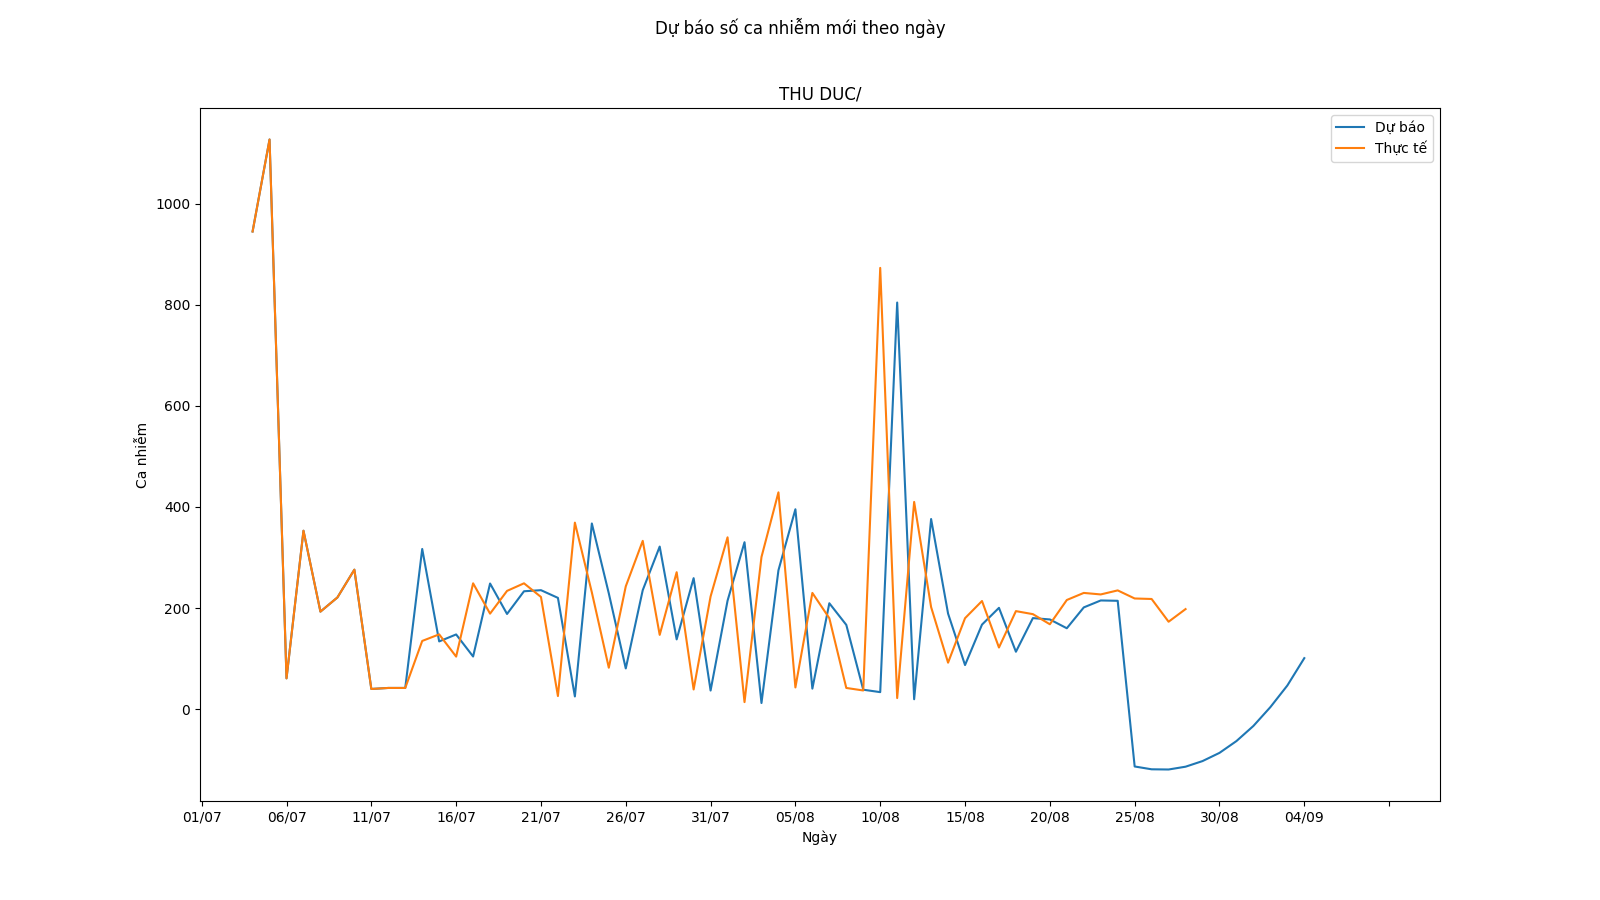 Dự báo số ca nhiễm mới theo ngày
THU DUC/
Dự báo
Thực tế
1000
800
600
400
200
0
Ca nhiễm
01/07 06/07 11/07 16/07 21/07 26/07 31/07 05/08 10/08 15/08 20/08 25/08 30/08 04/09
Ngày